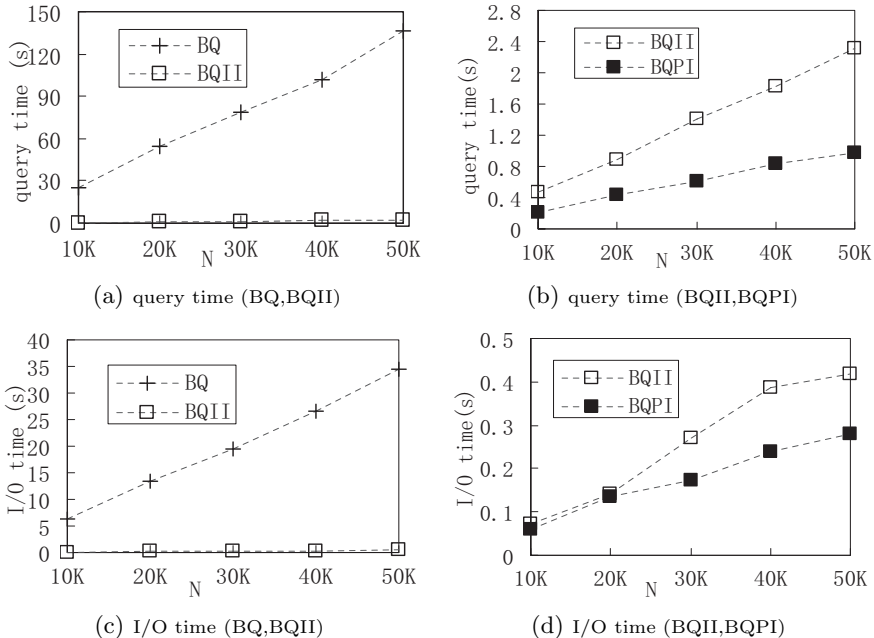 150
120
90
60
30
0
query time (s)
BQ
BQII
10K 20K 30K 40K 50K
N
(a) query time (BQ,BQII)
2.8
2.4
2
1.6
1.2
0.8
0.4
0
query time(s)
BQII
BQPI
10K 20K 30K 40K 50K
N
(b) query time (BQII,BQPI)
40
35
30
25
20
15
10
5
0
I/O time (s)
BQ
BQII
10K 20K 30K 40K 50K
N
(c) I/O time (BQ,BQII)
0.5
0.4
0.3
0.2
0.1
0
I/O time(s)
BQII
BQPI
10K 20K 30K 40K 50K
N
(d) I/O time (BQII,BQPI)